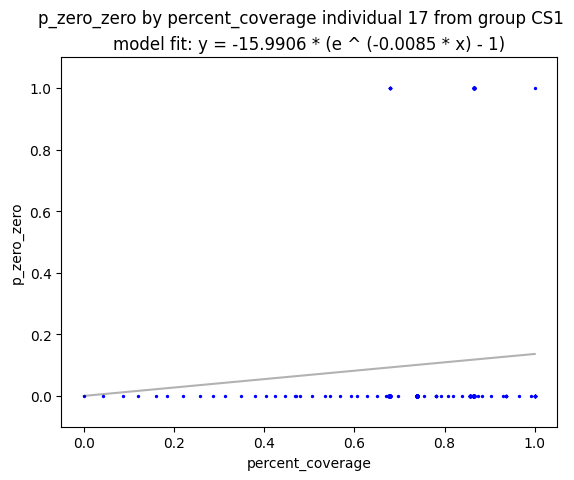 p_zero_zero by percent_coverage individual 17 from group CS1
model fit: y = -15.9906 * (e ^ (-0.0085 * x) - 1)
1.0
0.8
0.6
0.4
0.2
0.0
p_zero_zero
0.0 0.2 0.4 0.6 0.8 1.0
percent_coverage